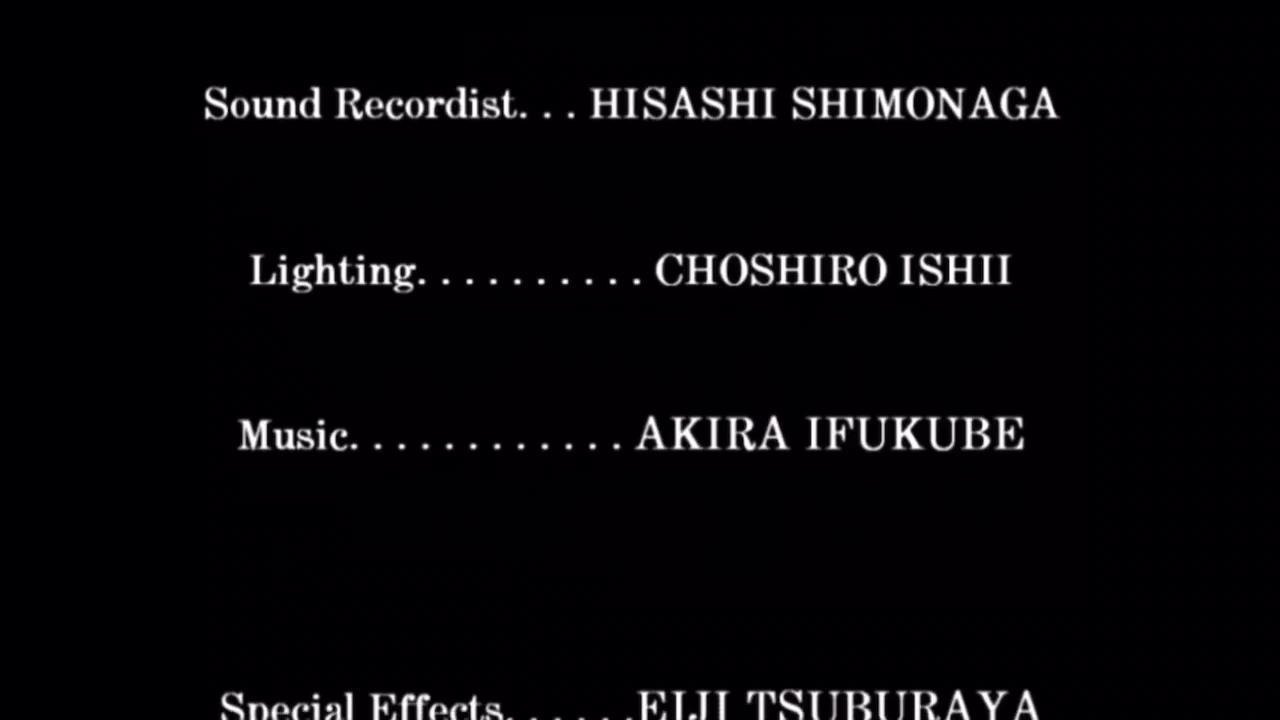 Sound Recordist. . . HISASHI SHIMONAGA
Lighting. . . . . . . . . . CHOSHIRO ISHII
Music. . . . . . . . . . . . AKIRA IFUKUBE
Special Effects. . . . . .EIJI TSUBURAYA